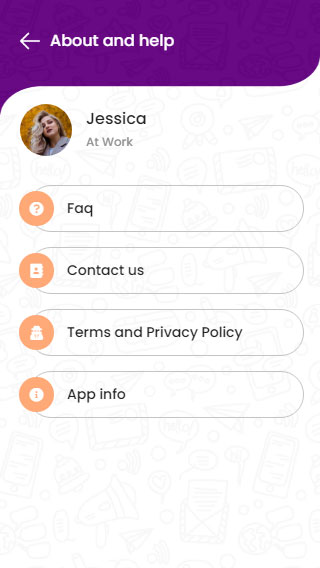 About and help
Jessica
At Work
Faq
Contact us
Terms and Privacy Policy
App info